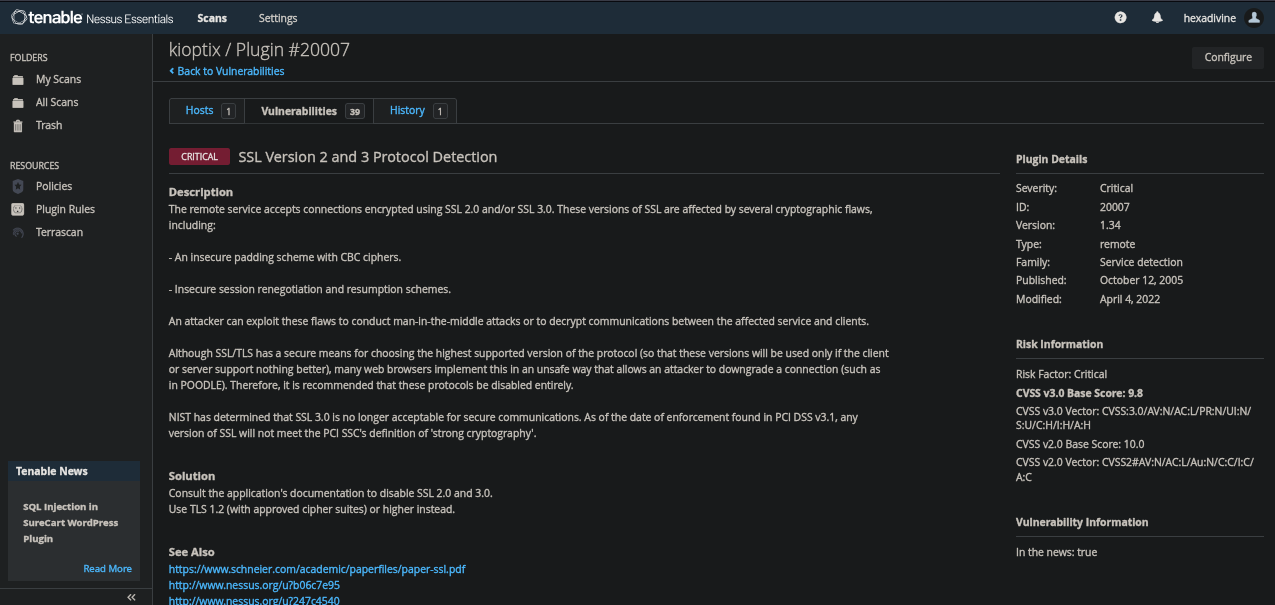 tenable Nessus Essentials Scans Settings hexadivine
FOLDERS
My Scans
All Scans
Trash
RESOURCES
Policies
Plugin Rules
Terrascan
Tenable News
SQL Injection in
SureCart WordPress
Plugin
Read More
kioptix / Plugin #20007
Configure
‹ Back to Vulnerabilities
Hosts 1 Vulnerabilities 39 History 1
CRITICAL SSL Version 2 and 3 Protocol Detection
Description
The remote service accepts connections encrypted using SSL 2.0 and/or SSL 3.0. These versions of SSL are affected by several cryptographic flaws,
including:
- An insecure padding scheme with CBC ciphers.
- Insecure session renegotiation and resumption schemes.
An attacker can exploit these flaws to conduct man-in-the-middle attacks or to decrypt communications between the affected service and clients.
Although SSL/TLS has a secure means for choosing the highest supported version of the protocol (so that these versions will be used only if the client
or server support nothing better), many web browsers implement this in an unsafe way that allows an attacker to downgrade a connection (such as
in POODLE). Therefore, it is recommended that these protocols be disabled entirely.
NIST has determined that SSL 3.0 is no longer acceptable for secure communications. As of the date of enforcement found in PCI DSS v3.1, any
version of SSL will not meet the PCI SSC's definition of 'strong cryptography'.
Solution
Consult the application's documentation to disable SSL 2.0 and 3.0.
Use TLS 1.2 (with approved cipher suites) or higher instead.
See Also
https://www.schneier.com/academic/paperfiles/paper-ssl.pdf
http://www.nessus.org/u?b06c7e95
http://www.nessus.org/u?247c4540
Plugin Details
Severity: Critical
ID: 20007
Version: 1.34
Type: remote
Family: Service detection
Published: October 12, 2005
Modified: April 4, 2022
Risk Information
Risk Factor: Critical
CVSS v3.0 Base Score: 9.8
CVSS v3.0 Vector: CVSS:3.0/AV:N/AC:L/PR:N/UI:N/
S:U/C:H/I:H/A:H
CVSS v2.0 Base Score: 10.0
CVSS v2.0 Vector: CVSS2#AV:N/AC:L/Au:N/C:C/I:C/
A:C
Vulnerability Information
In the news: true